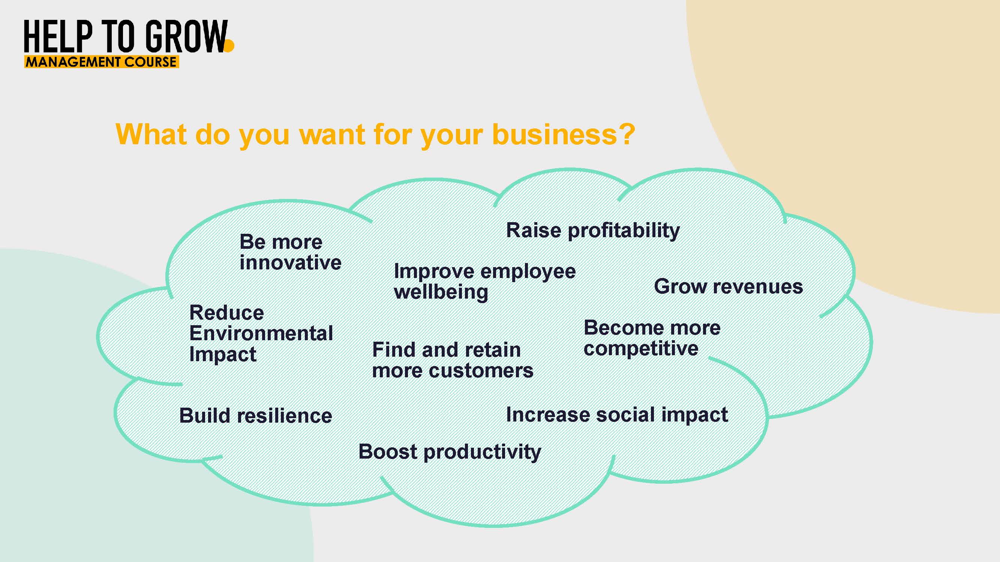 HELP TO GROW.
MANAGEMENT COURSE
What do you want for your business?
Raise profitability
Be more
innovative
Improve employee
wellbeing
Grow revenues
Reduce
Environmental
Impact
Become more
competitive
Find and retain
more customers
Build resilience
Increase social impact
Boost productivity